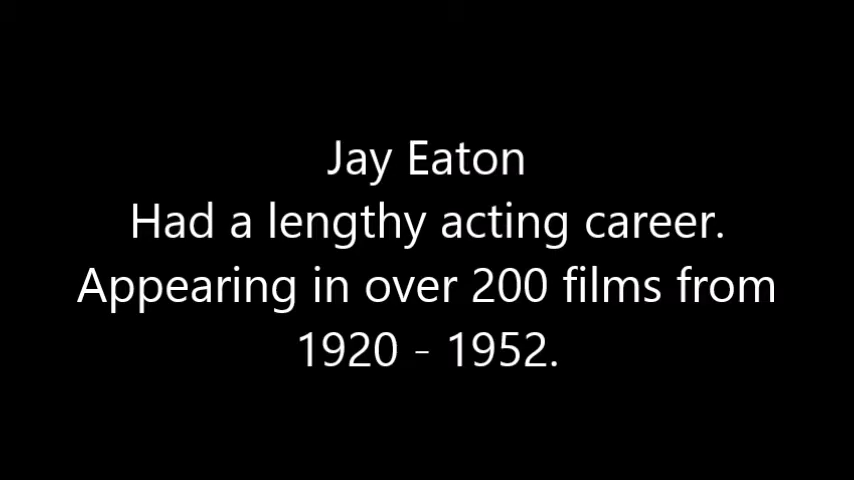 Jay Eaton
Had a lengthy acting career.
Appearing in over 200 films from
1920 - 1952.